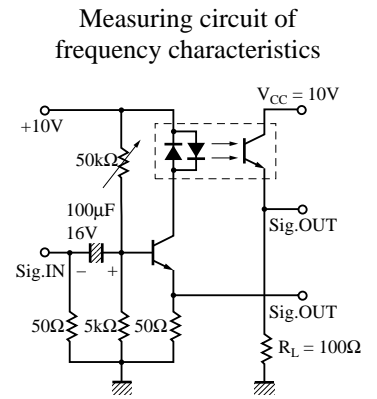 Measuring circuit of
frequency characteristics
V_CC = 10V
+10V
50kΩ
100μF
16V
Sig.OUT
Sig.IN
−
+
Sig.OUT
50Ω
5kΩ
50Ω
R_L = 100Ω